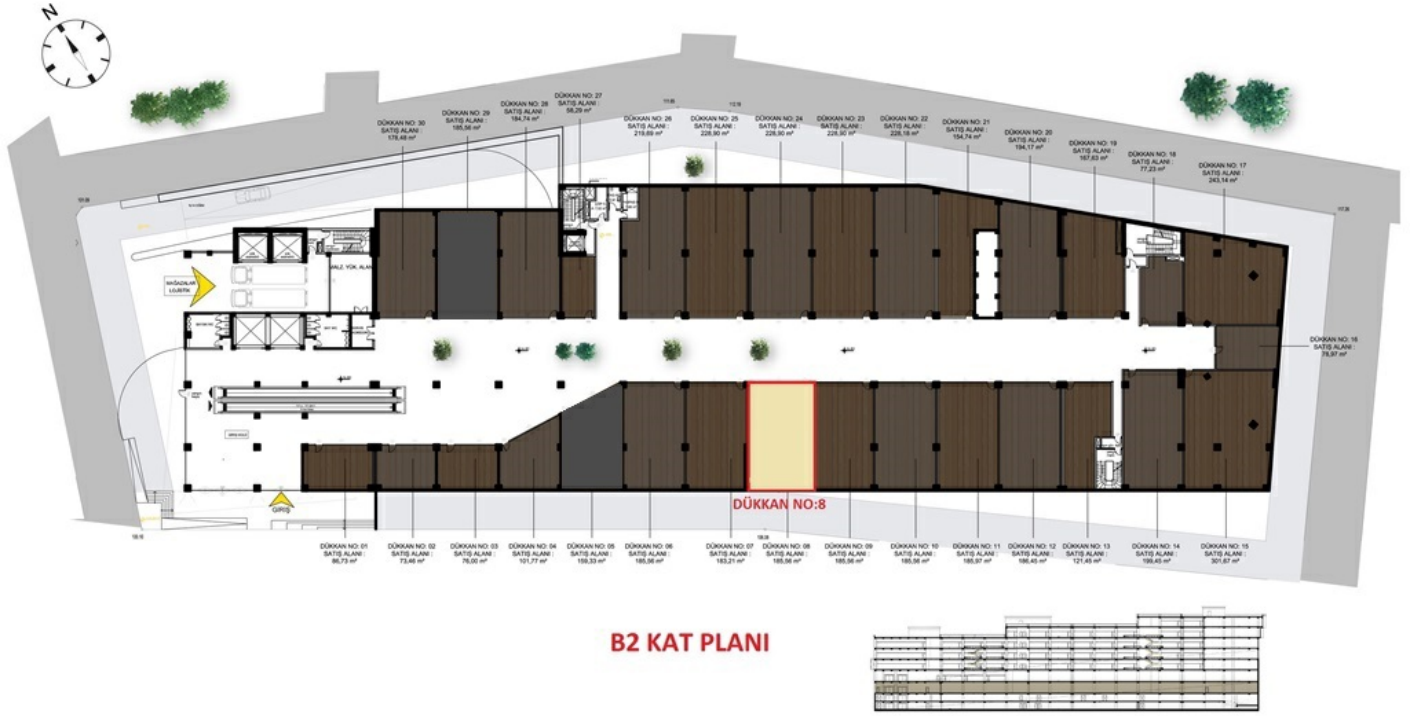 N
DÜKKAN NO: 30
SATIŞ ALANI :
178,48 m²
DÜKKAN NO: 29
SATIŞ ALANI :
185,56 m²
DÜKKAN NO: 28
SATIŞ ALANI :
184,74 m²
DÜKKAN NO: 27
SATIŞ ALANI :
58,29 m²
DÜKKAN NO: 26
SATIŞ ALANI :
219,69 m²
DÜKKAN NO: 25
SATIŞ ALANI :
228,90 m²
DÜKKAN NO: 24
SATIŞ ALANI :
228,90 m²
DÜKKAN NO: 23
SATIŞ ALANI :
228,90 m²
DÜKKAN NO: 22
SATIŞ ALANI :
228,18 m²
DÜKKAN NO: 21
SATIŞ ALANI :
154,74 m²
DÜKKAN NO: 20
SATIŞ ALANI :
194,17 m²
DÜKKAN NO: 19
SATIŞ ALANI :
167,63 m²
DÜKKAN NO: 18
SATIŞ ALANI :
77,23 m²
DÜKKAN NO: 17
SATIŞ ALANI :
243,14 m²
MALZ. YÜK. ALANI
MAĞAZALAR
LOJİSTİK
DÜKKAN NO: 16
SATIŞ ALANI :
78,97 m²
GİRİŞ
DÜKKAN NO:8
DÜKKAN NO: 01
SATIŞ ALANI :
86,73 m²
DÜKKAN NO: 02
SATIŞ ALANI :
73,46 m²
DÜKKAN NO: 03
SATIŞ ALANI :
76,00 m²
DÜKKAN NO: 04
SATIŞ ALANI :
101,77 m²
DÜKKAN NO: 05
SATIŞ ALANI :
159,33 m²
DÜKKAN NO: 06
SATIŞ ALANI :
185,56 m²
DÜKKAN NO: 07
SATIŞ ALANI :
183,21 m²
DÜKKAN NO: 08
SATIŞ ALANI :
185,56 m²
DÜKKAN NO: 09
SATIŞ ALANI :
185,56 m²
DÜKKAN NO: 10
SATIŞ ALANI :
185,56 m²
DÜKKAN NO: 11
SATIŞ ALANI :
185,97 m²
DÜKKAN NO: 12
SATIŞ ALANI :
186,45 m²
DÜKKAN NO: 13
SATIŞ ALANI :
121,45 m²
DÜKKAN NO: 14
SATIŞ ALANI :
199,45 m²
DÜKKAN NO: 15
SATIŞ ALANI :
301,67 m²
B2 KAT PLANI